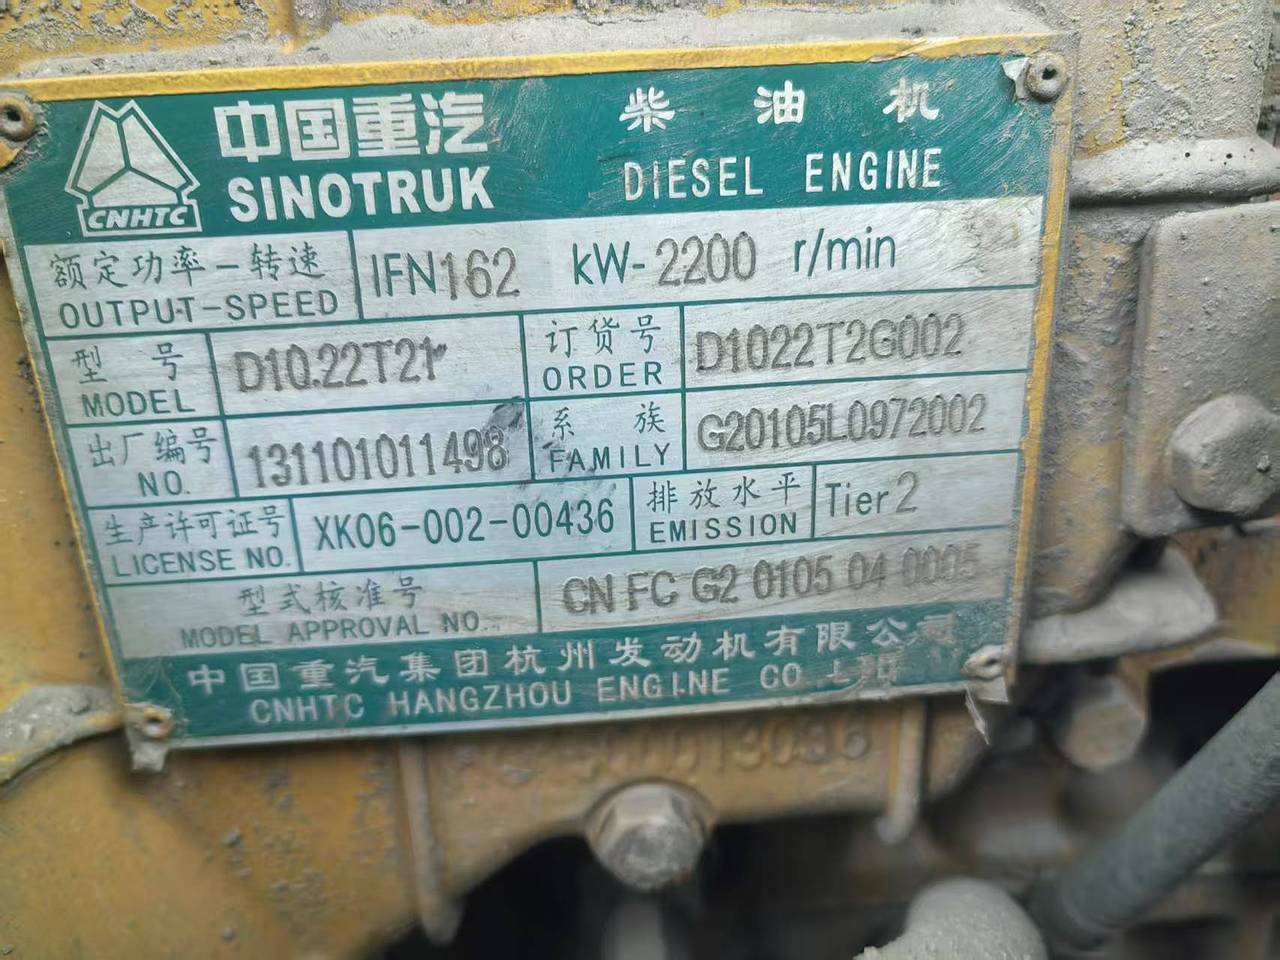 中国重汽 柴油机
SINOTRUK DIESEL ENGINE
CNHTC
额定功率-转速 IFN162 kW-2200 r/min
OUTPUT-SPEED
型号 D10.22T21 订货号 D1022T2G002
MODEL ORDER
出厂编号 131101011498 系族 G20105L0972002
NO. FAMILY
生产许可证号 XK06-002-00436 排放水平 Tier 2
LICENSE NO. EMISSION
型式核准号 CN FC G2 0105 04 0005
MODEL APPROVAL NO.
中国重汽集团杭州发动机有限公司
CNHTC HANGZHOU ENGINE CO